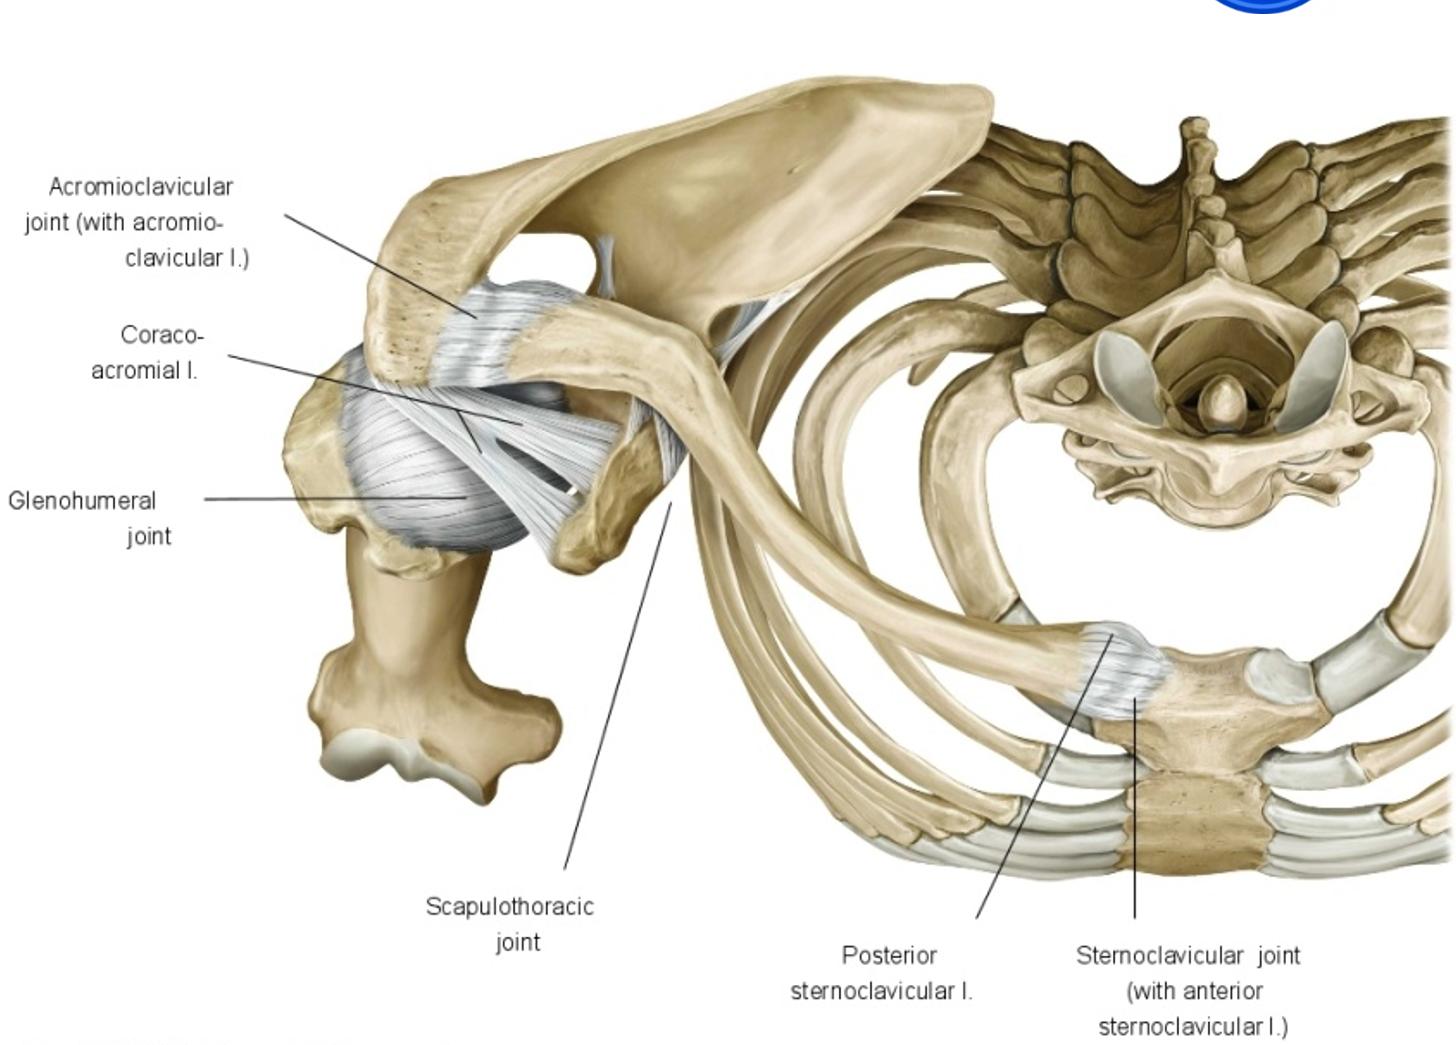 Acromioclavicular
joint (with acromio-
clavicular l.)
Coraco-
acromial l.
Glenohumeral
joint
Scapulothoracic
joint
Posterior
sternoclavicular l.
Sternoclavicular joint
(with anterior
sternoclavicular l.)